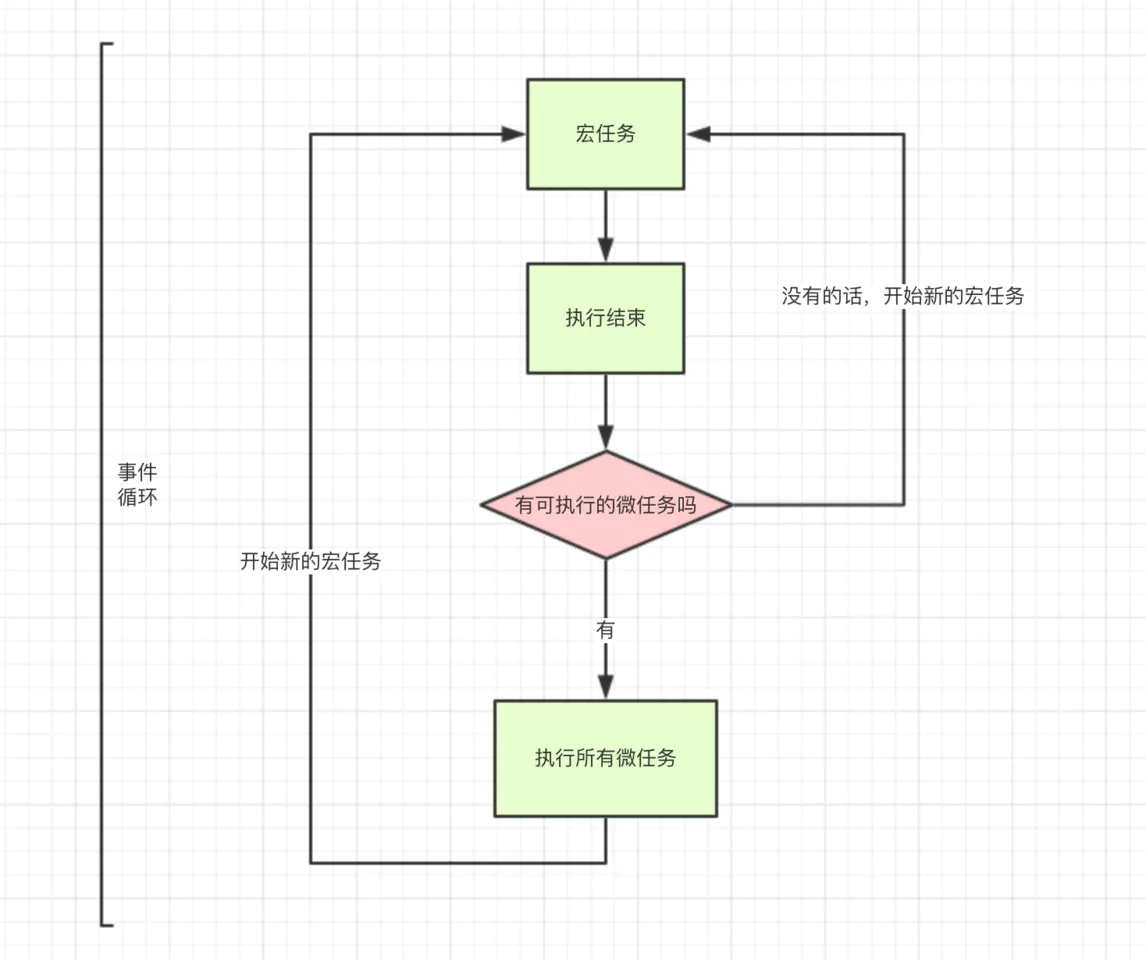 宏任务
执行结束
没有的话，开始新的宏任务
事件
循环
有可执行的微任务吗
开始新的宏任务
有
执行所有微任务